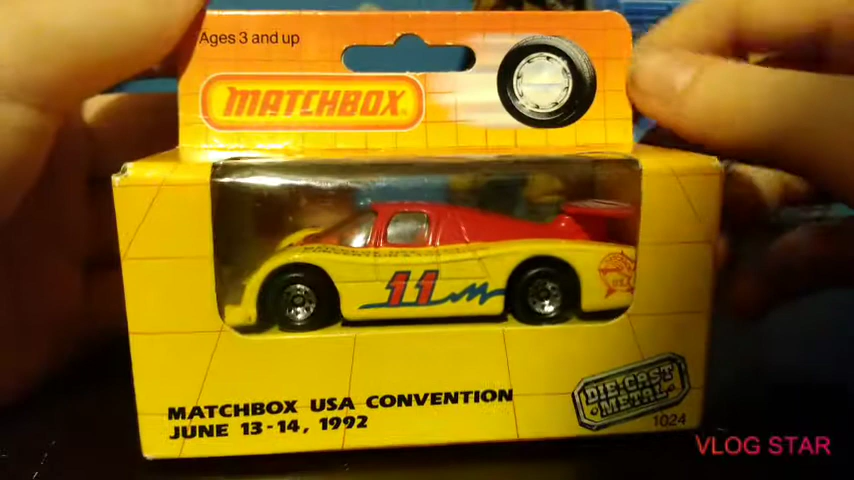 Ages 3 and up
MATCHBOX
11
MATCHBOX USA CONVENTION
JUNE 13-14, 1992
DIE-CAST
METAL
1024
VLOG STAR